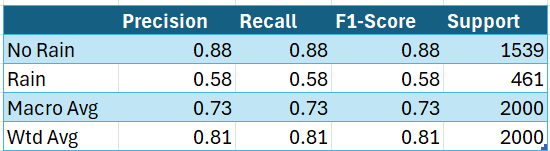 Precision Recall F1-Score Support
No Rain 0.88 0.88 0.88 1539
Rain 0.58 0.58 0.58 461
Macro Avg 0.73 0.73 0.73 2000
Wtd Avg 0.81 0.81 0.81 2000